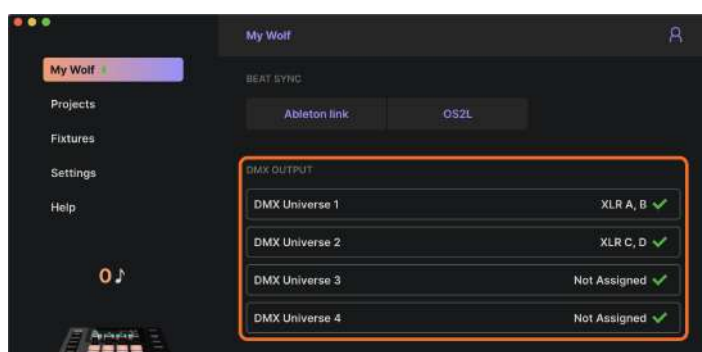 My Wolf
My Wolf
Projects
Fixtures
Settings
Help
0
BEAT SYNC
Ableton link
OS2L
DMX OUTPUT
DMX Universe 1 XLR A, B
DMX Universe 2 XLR C, D
DMX Universe 3 Not Assigned
DMX Universe 4 Not Assigned